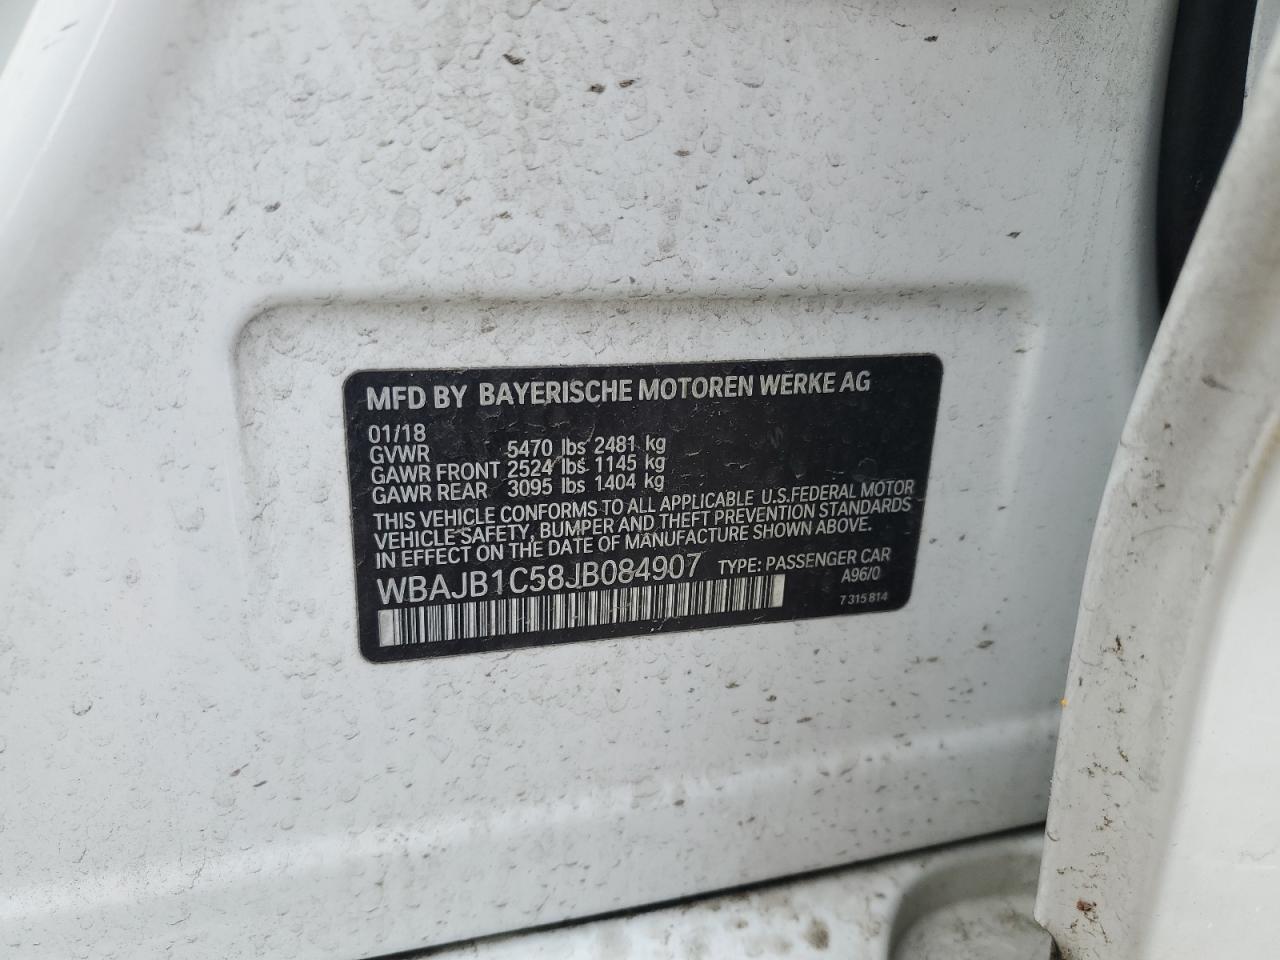 MFD BY BAYERISCHE MOTOREN WERKE AG
01/18
GVWR 5470 lbs 2481 kg
GAWR FRONT 2524 lbs 1145 kg
GAWR REAR 3095 lbs 1404 kg
THIS VEHICLE CONFORMS TO ALL APPLICABLE U.S.FEDERAL MOTOR
VEHICLE SAFETY, BUMPER AND THEFT PREVENTION STANDARDS
IN EFFECT ON THE DATE OF MANUFACTURE SHOWN ABOVE.
WBAJB1C58JB084907 TYPE: PASSENGER CAR
A96/0
7 315 814